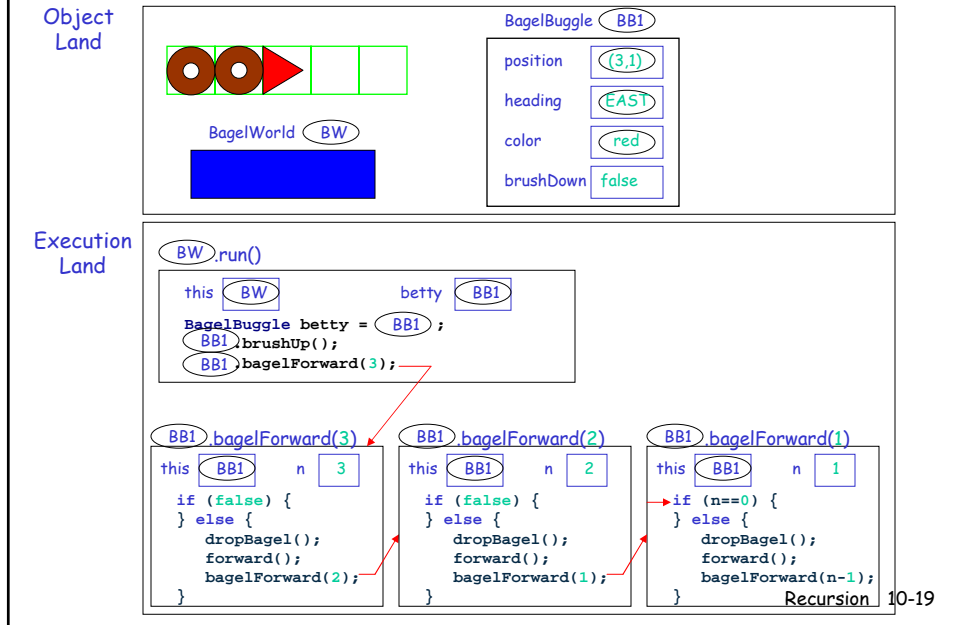 Object
Land
BagelBuggle BB1
position (3,1)
heading EAST
color red
brushDown false
BagelWorld BW
Execution
Land
BW.run()
this BW betty BB1
BagelBuggle betty = BB1 ;
BB1.brushUp();
BB1.bagelForward(3);
BB1.bagelForward(3)
this BB1 n 3
if (false) {
} else {
dropBagel();
forward();
bagelForward(2);
}
BB1.bagelForward(2)
this BB1 n 2
if (false) {
} else {
dropBagel();
forward();
bagelForward(1);
}
BB1.bagelForward(1)
this BB1 n 1
if (n==0) {
} else {
dropBagel();
forward();
bagelForward(n-1);
}
Recursion 10-19